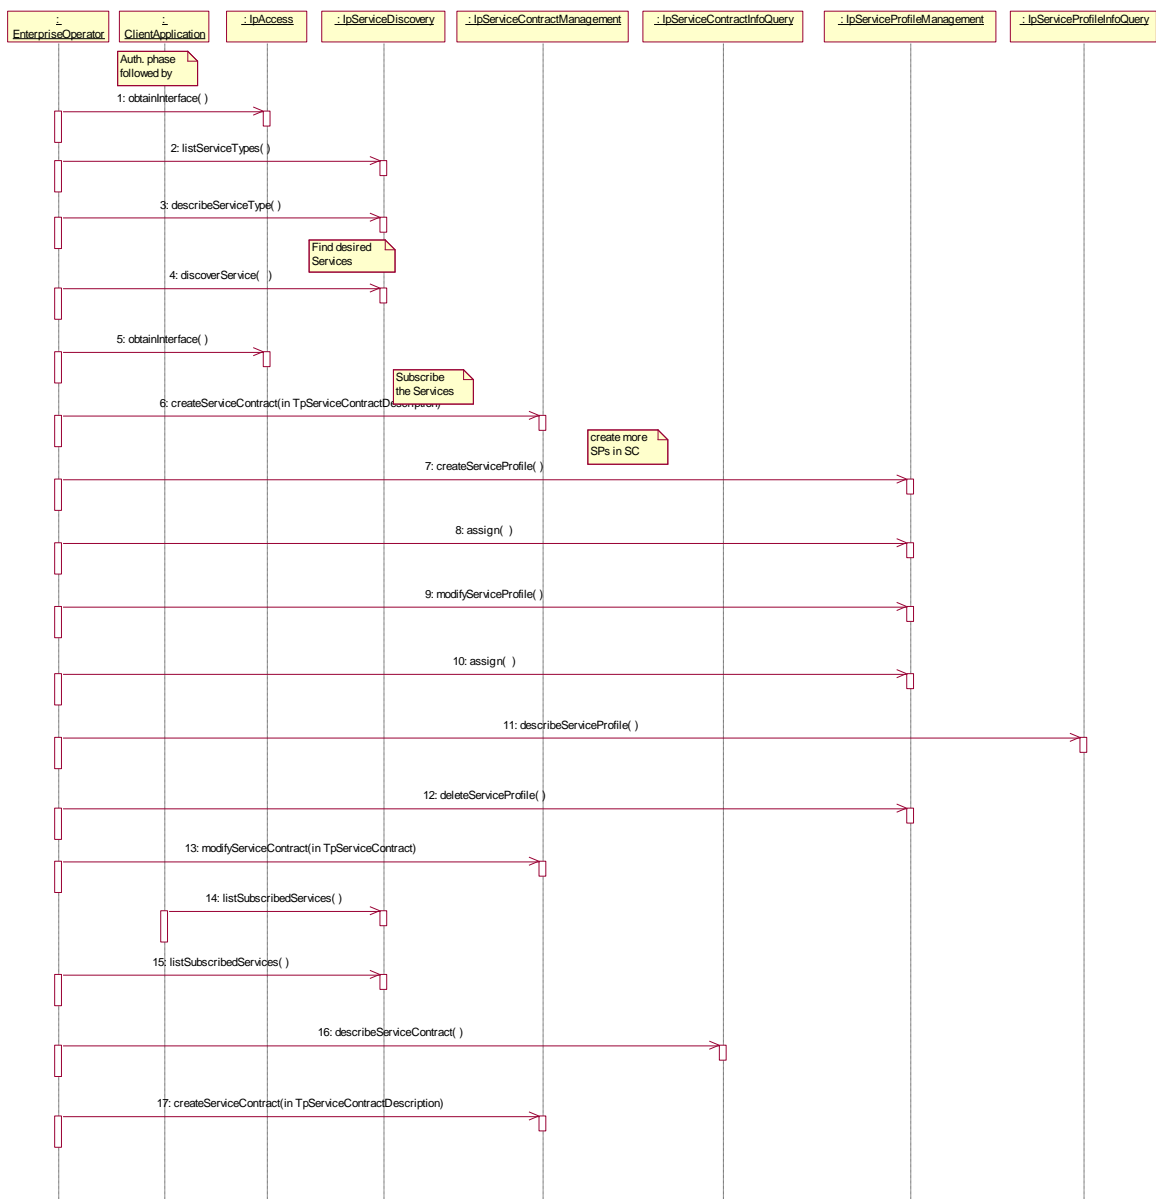 :
EnterpriseOperator
:
ClientApplication
: IpAccess
: IpServiceDiscovery
: IpServiceContractManagement
: IpServiceContractInfoQuery
: IpServiceProfileManagement
: IpServiceProfileInfoQuery
Auth. phase
followed by
1: obtainInterface( )
2: listServiceTypes( )
3: describeServiceType( )
Find desired
Services
4: discoverService(  )
5: obtainInterface( )
Subscribe
the Services
6: createServiceContract(in TpServiceContractDescription)
create more
SPs in SC
7: createServiceProfile( )
8: assign(  )
9: modifyServiceProfile( )
10: assign(  )
11: describeServiceProfile( )
12: deleteServiceProfile( )
13: modifyServiceContract(in TpServiceContract)
14: listSubscribedServices( )
15: listSubscribedServices( )
16: describeServiceContract( )
17: createServiceContract(in TpServiceContractDescription)